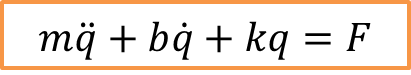 mq̈ + bq̇ + kq = F